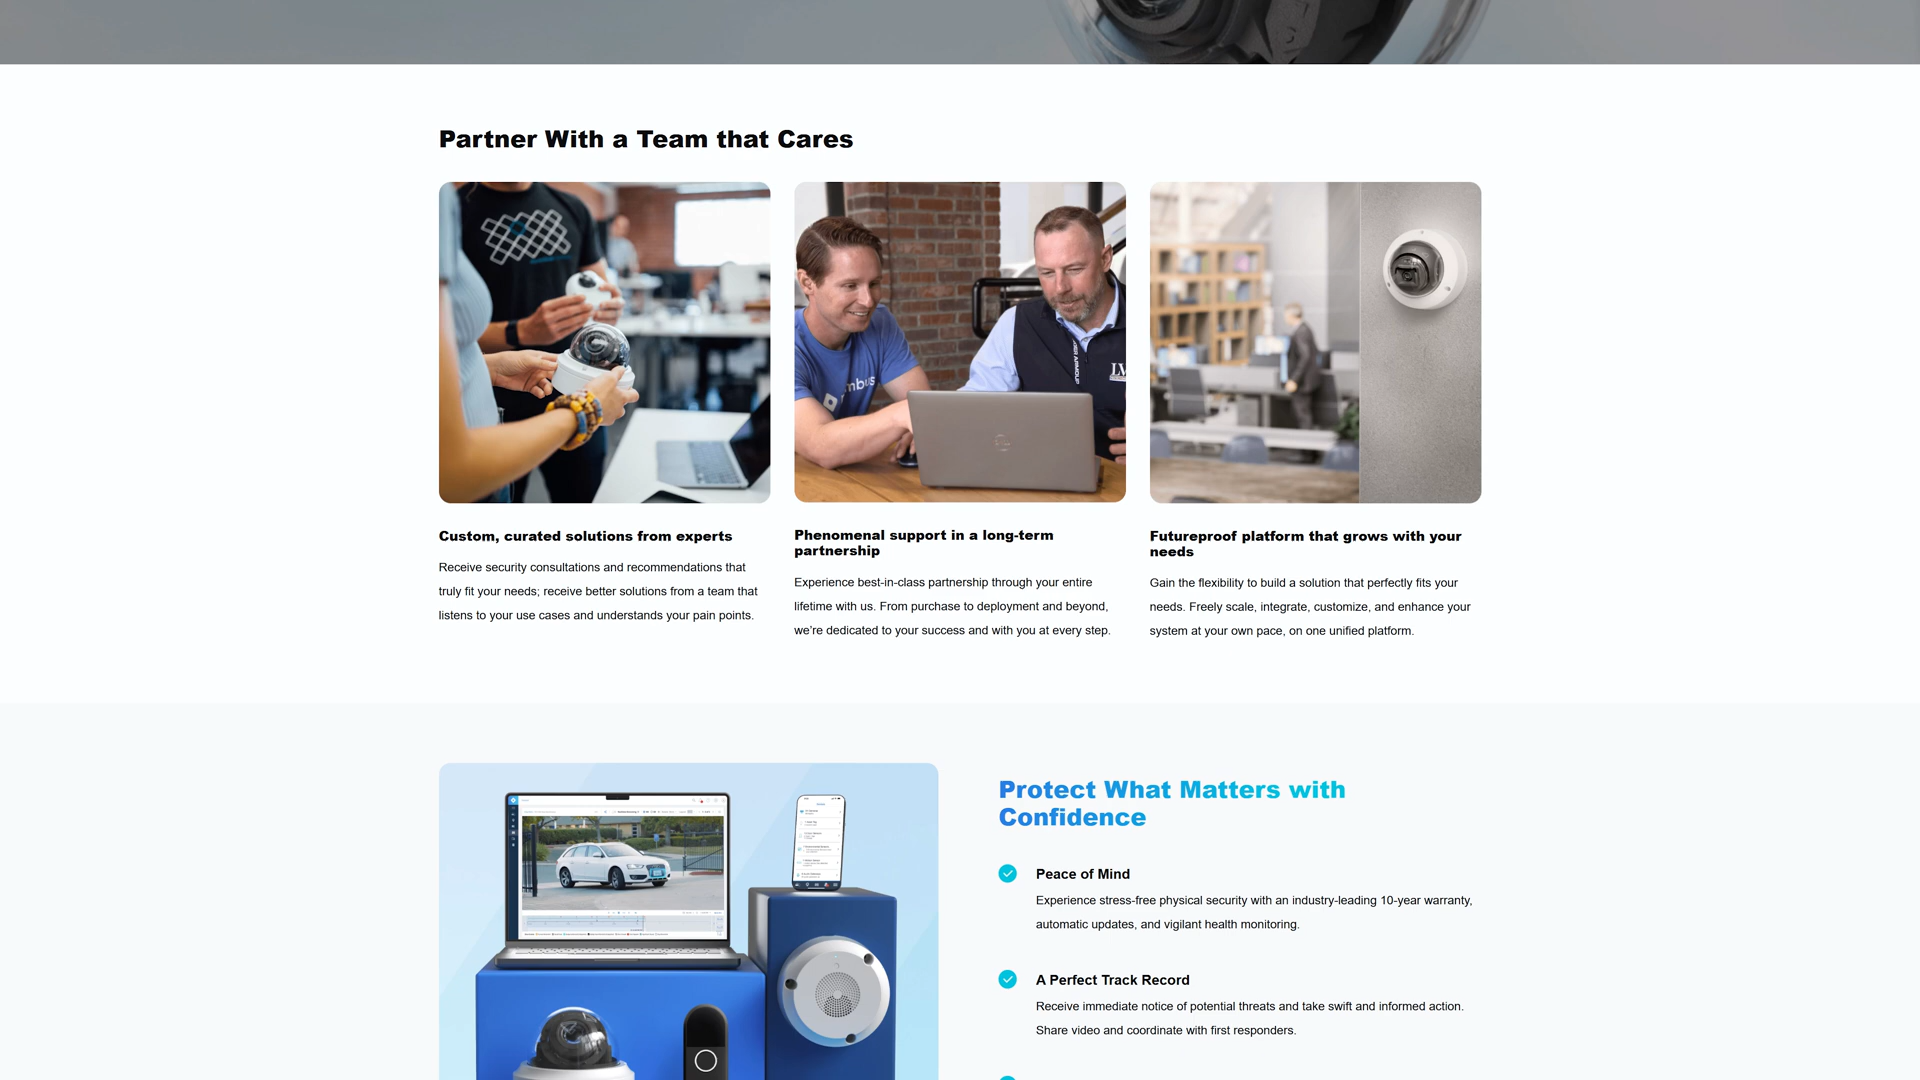 Partner With a Team that Cares
Custom, curated solutions from experts
Receive security consultations and recommendations that
truly fit your needs; receive better solutions from a team that
listens to your use cases and understands your pain points.
Phenomenal support in a long-term
partnership
Experience best-in-class partnership through your entire
lifetime with us. From purchase to deployment and beyond,
we’re dedicated to your success and with you at every step.
Futureproof platform that grows with your
needs
Gain the flexibility to build a solution that perfectly fits your
needs. Freely scale, integrate, customize, and enhance your
system at your own pace, on one unified platform.
Protect What Matters with
Confidence
Peace of Mind
Experience stress-free physical security with an industry-leading 10-year warranty,
automatic updates, and vigilant health monitoring.
A Perfect Track Record
Receive immediate notice of potential threats and take swift and informed action.
Share video and coordinate with first responders.